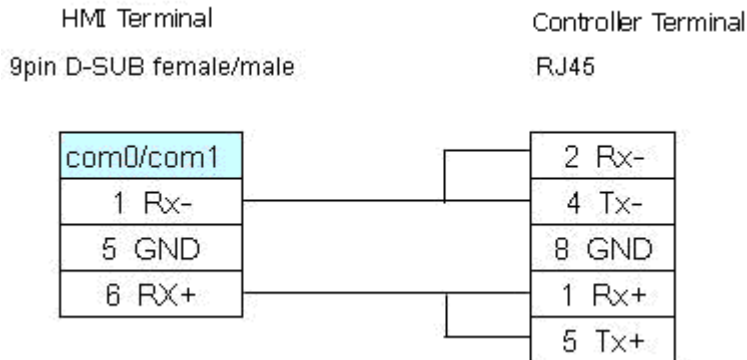 HMI Terminal
Controller Terminal
9pin D-SUB female/male
RJ45
com0/com1
1 Rx-
5 GND
6 RX+
2 Rx-
4 Tx-
8 GND
1 Rx+
5 Tx+